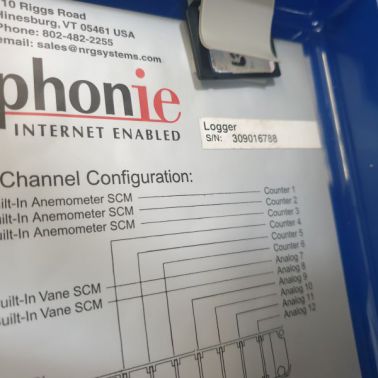 10 Riggs Road
Hinesburg, VT 05461 USA
Phone: 802-482-2255
email: sales@nrgsystems.com
phonie
INTERNET ENABLED
Logger
S/N: 309016788
Channel Configuration:
ilt-In Anemometer SCM
ilt-In Anemometer SCM
ilt-In Anemometer SCM
Counter 1
Counter 2
Counter 3
Counter 4
Counter 5
Counter 6
Built-In Vane SCM
Built-In Vane SCM
Analog 7
Analog 8
Analog 9
Analog 10
Analog 11
Analog 12